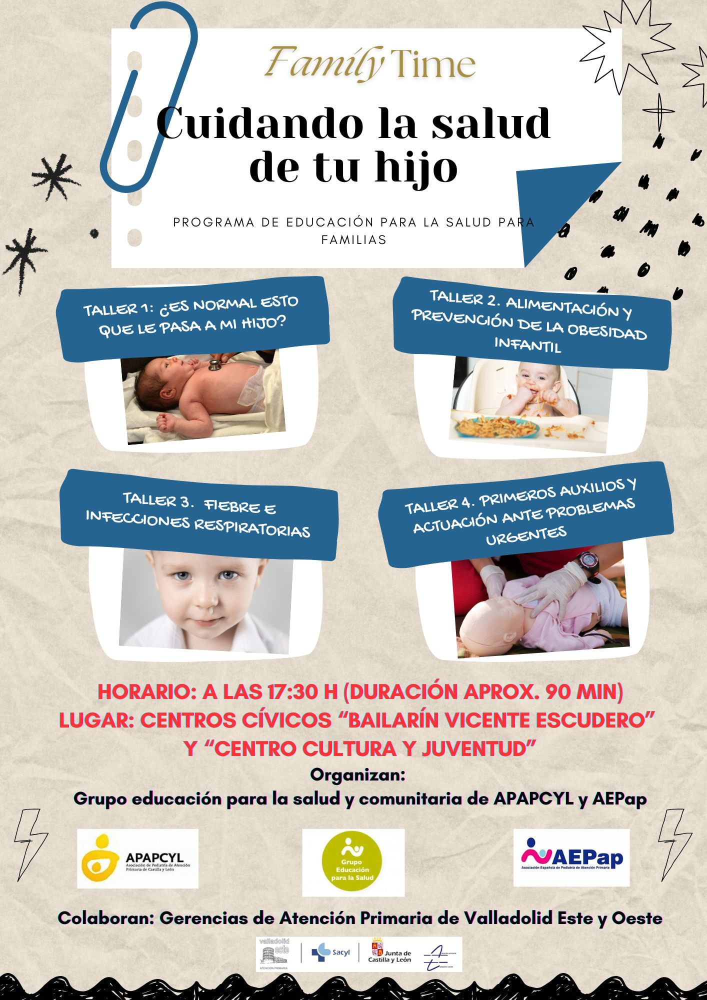 Family Time
Cuidando la salud
de tu hijo
PROGRAMA DE EDUCACIÓN PARA LA SALUD PARA
FAMILIAS
TALLER 1: ¿ES NORMAL ESTO
QUE LE PASA A MI HIJO?
TALLER 2. ALIMENTACIÓN Y
PREVENCIÓN DE LA OBESIDAD
INFANTIL
TALLER 3. FIEBRE E
INFECCIONES RESPIRATORIAS
TALLER 4. PRIMEROS AUXILIOS Y
ACTUACIÓN ANTE PROBLEMAS
URGENTES
HORARIO: A LAS 17:30 H (DURACIÓN APROX. 90 MIN)
LUGAR: CENTROS CÍVICOS “BAILARÍN VICENTE ESCUDERO”
Y “CENTRO CULTURA Y JUVENTUD”
Organizan:
Grupo educación para la salud y comunitaria de APAPCYL y AEPap
APAPCYL
Asociación de Pediatría de Atención
Primaria de Castilla y León
Grupo
Educación
para la Salud
AEPap
Asociación Española de Pediatría de Atención Primaria
Colaboran: Gerencias de Atención Primaria de Valladolid Este y Oeste
valladolid
este
ATENCIÓN PRIMARIA
Sacyl
Junta de
Castilla y León
atención primaria
valladolid oeste